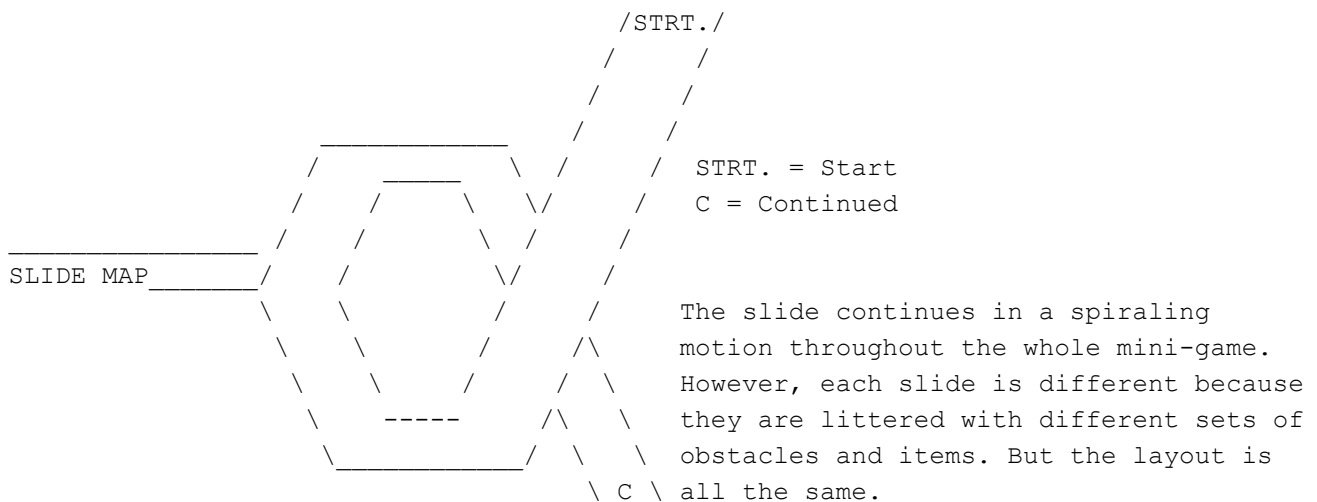 /STRT./
STRT. = Start
C = Continued
SLIDE MAP
The slide continues in a spiraling
motion throughout the whole mini-game.
However, each slide is different because
they are littered with different sets of
obstacles and items. But the layout is
\ C \ all the same.